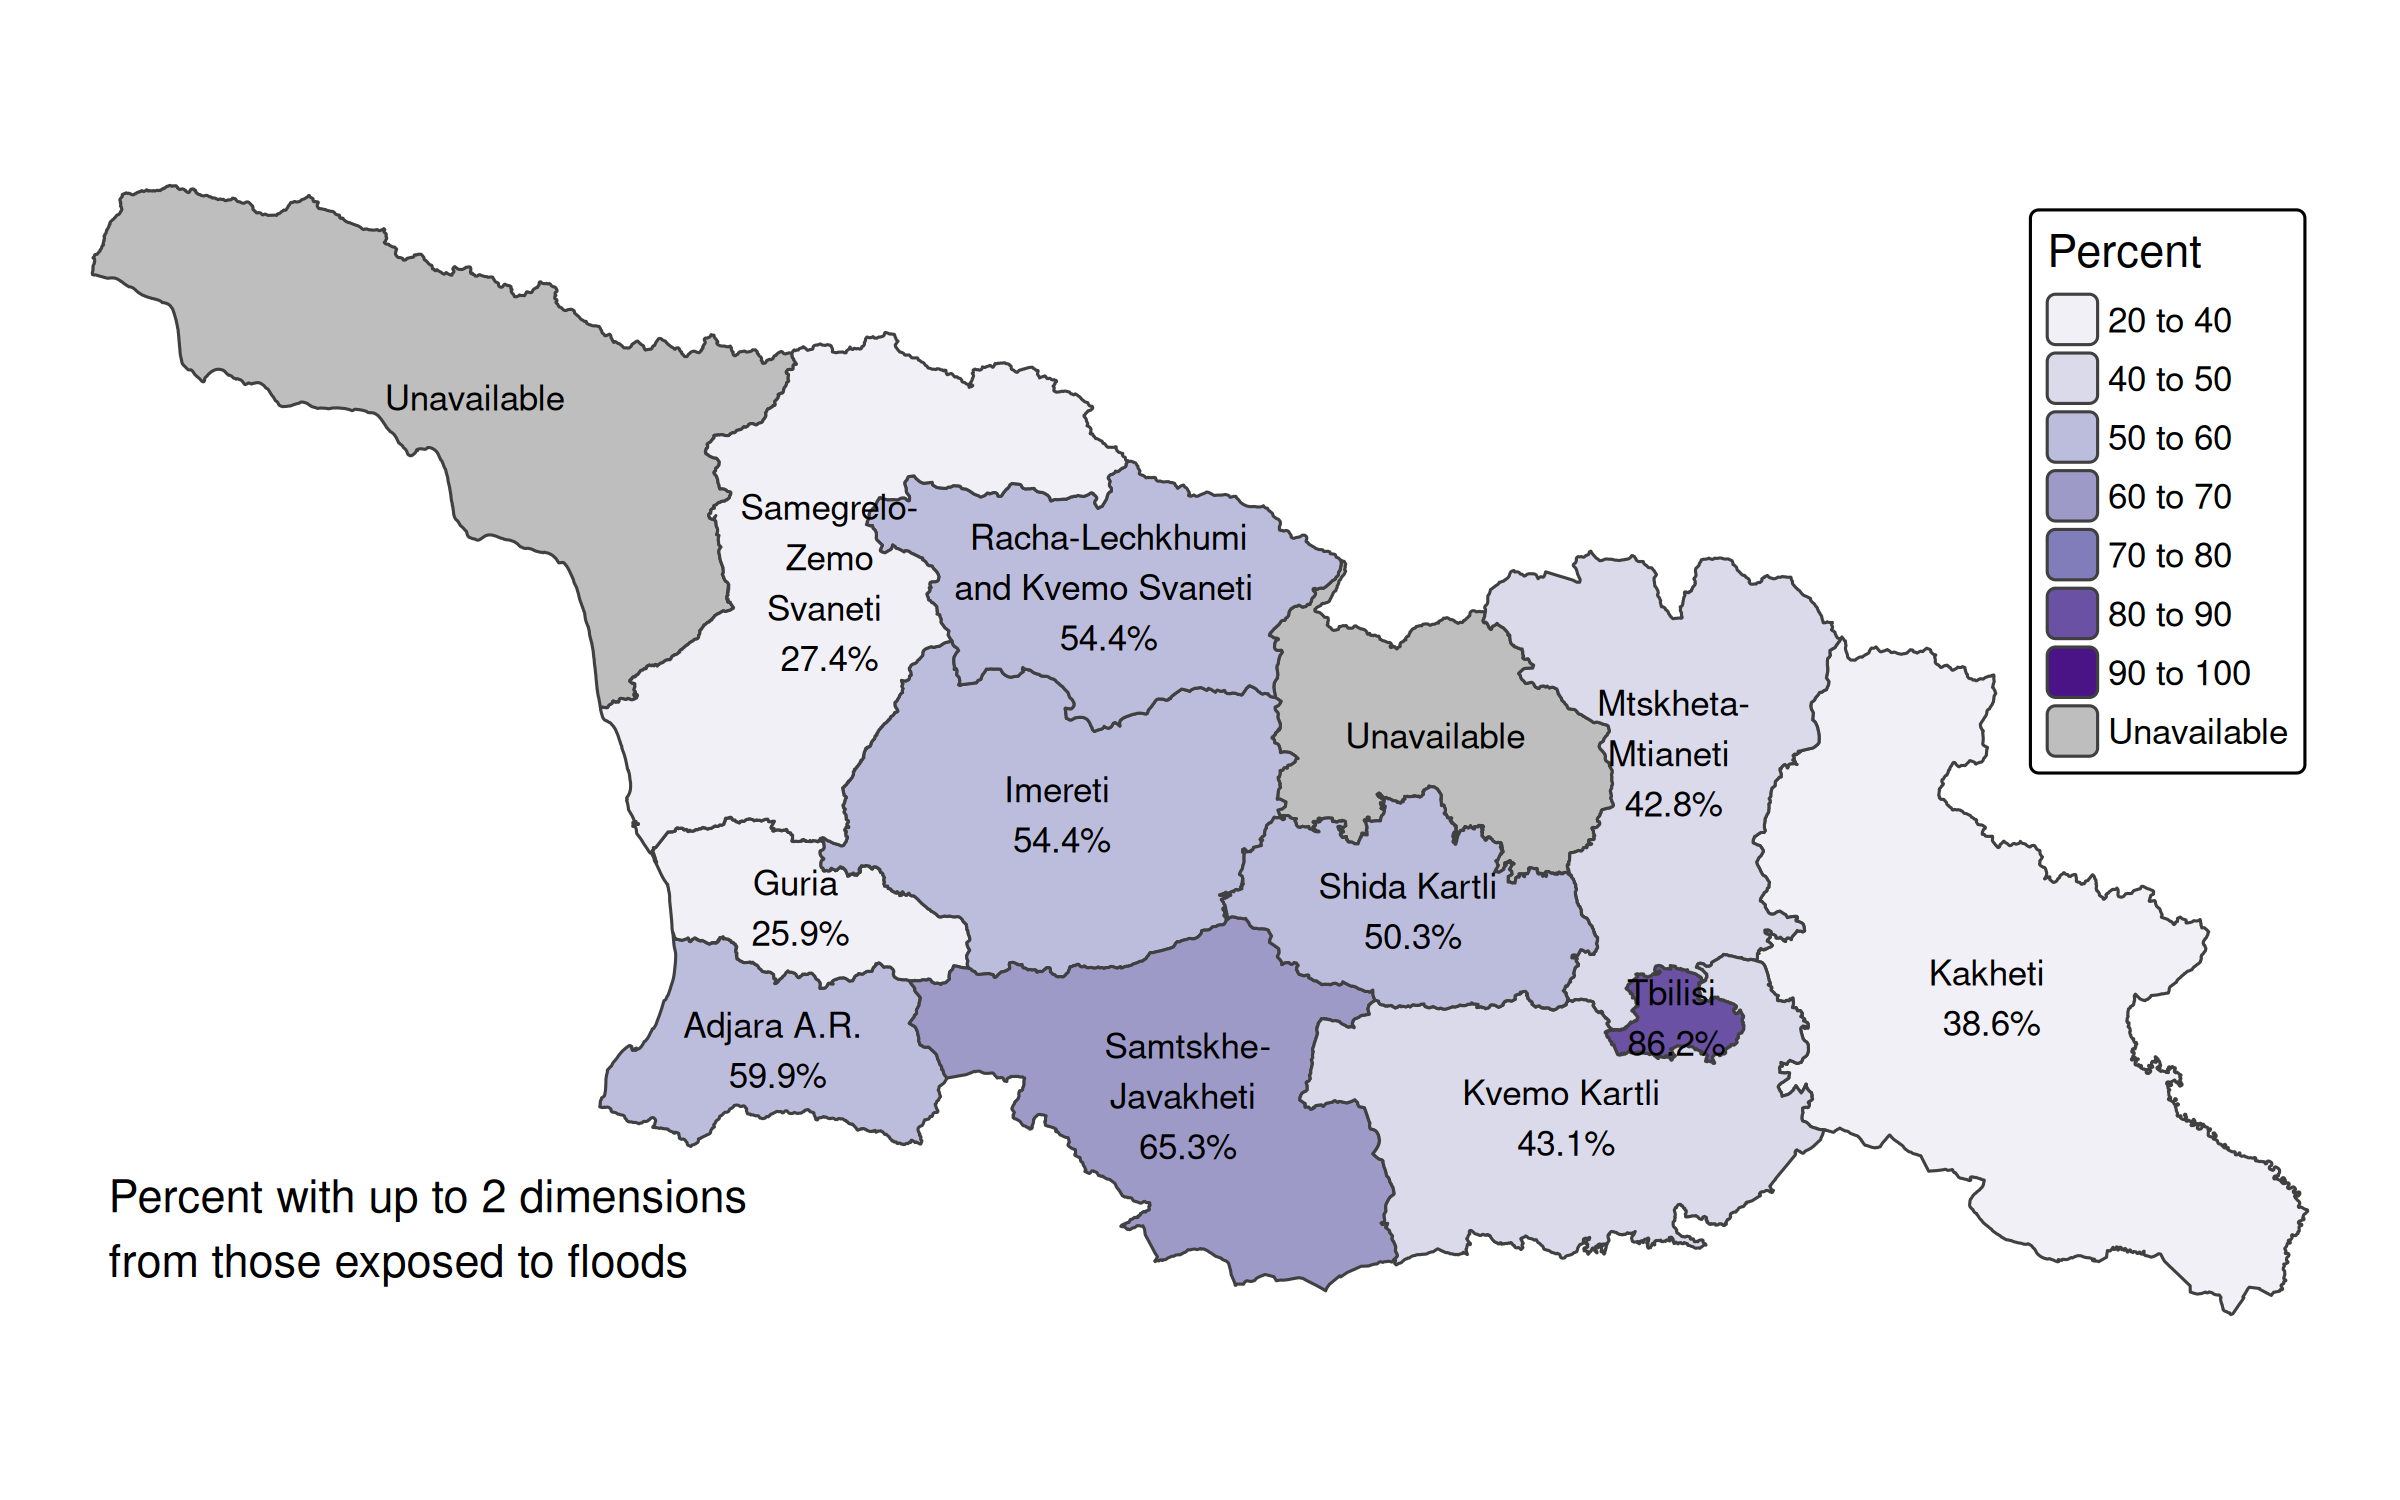 Unavailable
Samegrelo-
Zemo
Svaneti
27.4%
Racha-Lechkhumi
and Kvemo Svaneti
54.4%
Imereti
54.4%
Guria
25.9%
Adjara A.R.
59.9%
Samtskhe-
Javakheti
65.3%
Unavailable
Shida Kartli
50.3%
Mtskheta-
Mtianeti
42.8%
Tbilisi
86.2%
Kvemo Kartli
43.1%
Kakheti
38.6%
Percent
20 to 40
40 to 50
50 to 60
60 to 70
70 to 80
80 to 90
90 to 100
Unavailable
Percent with up to 2 dimensions
from those exposed to floods